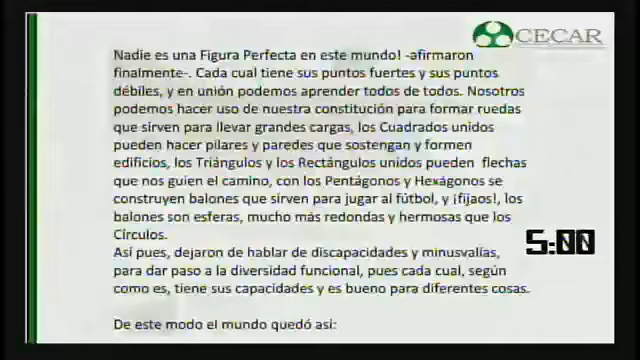 CECAR
Nadie es una Figura Perfecta en este mundo! -afirmaron
finalmente-. Cada cual tiene sus puntos fuertes y sus puntos
débiles, y en unión podemos aprender todos de todos. Nosotros
podemos hacer uso de nuestra constitución para formar ruedas
que sirven para llevar grandes cargas, los Cuadrados unidos
pueden hacer pilares y paredes que sostengan y formen
edificios, los Triángulos y los Rectángulos unidos pueden flechas
que nos guíen el camino, con los Pentágonos y Hexágonos se
construyen balones que sirven para jugar al fútbol, y ¡fijaos!, los
balones son esferas, mucho más redondas y hermosas que los
Círculos.
5:00
Así pues, dejaron de hablar de discapacidades y minusvalías,
para dar paso a la diversidad funcional, pues cada cual, según
como es, tiene sus capacidades y es bueno para diferentes cosas.
De este modo el mundo quedó así: